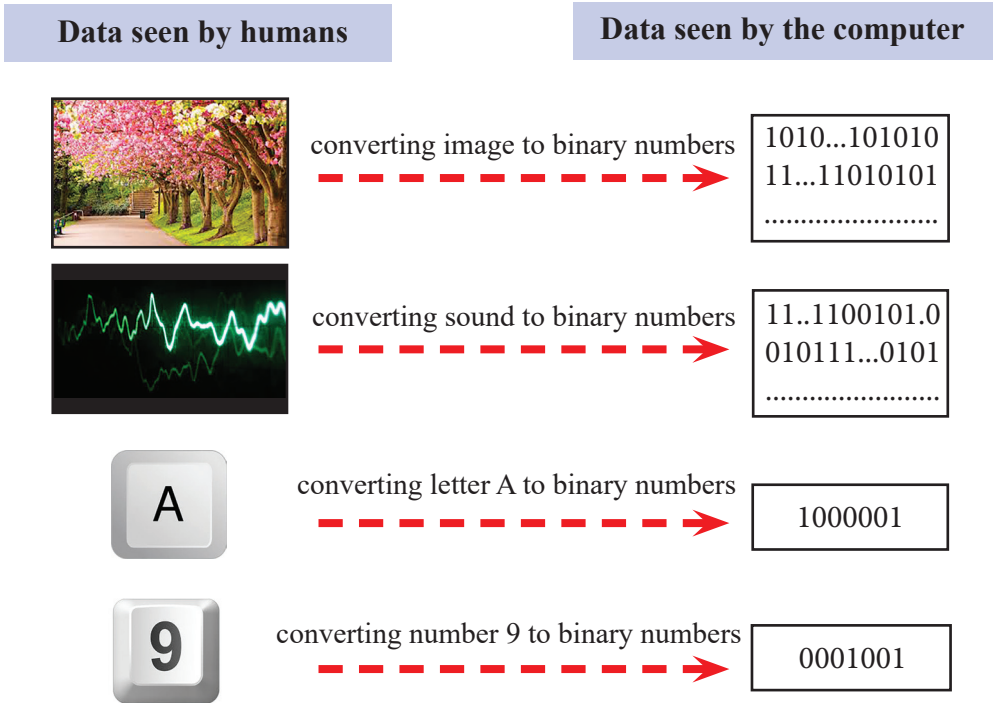 Data seen by humans
Data seen by the computer
converting image to binary numbers
1010...101010
11...11010101
........................
converting sound to binary numbers
11..1100101.0
010111...0101
........................
A
converting letter A to binary numbers
1000001
9
converting number 9 to binary numbers
0001001